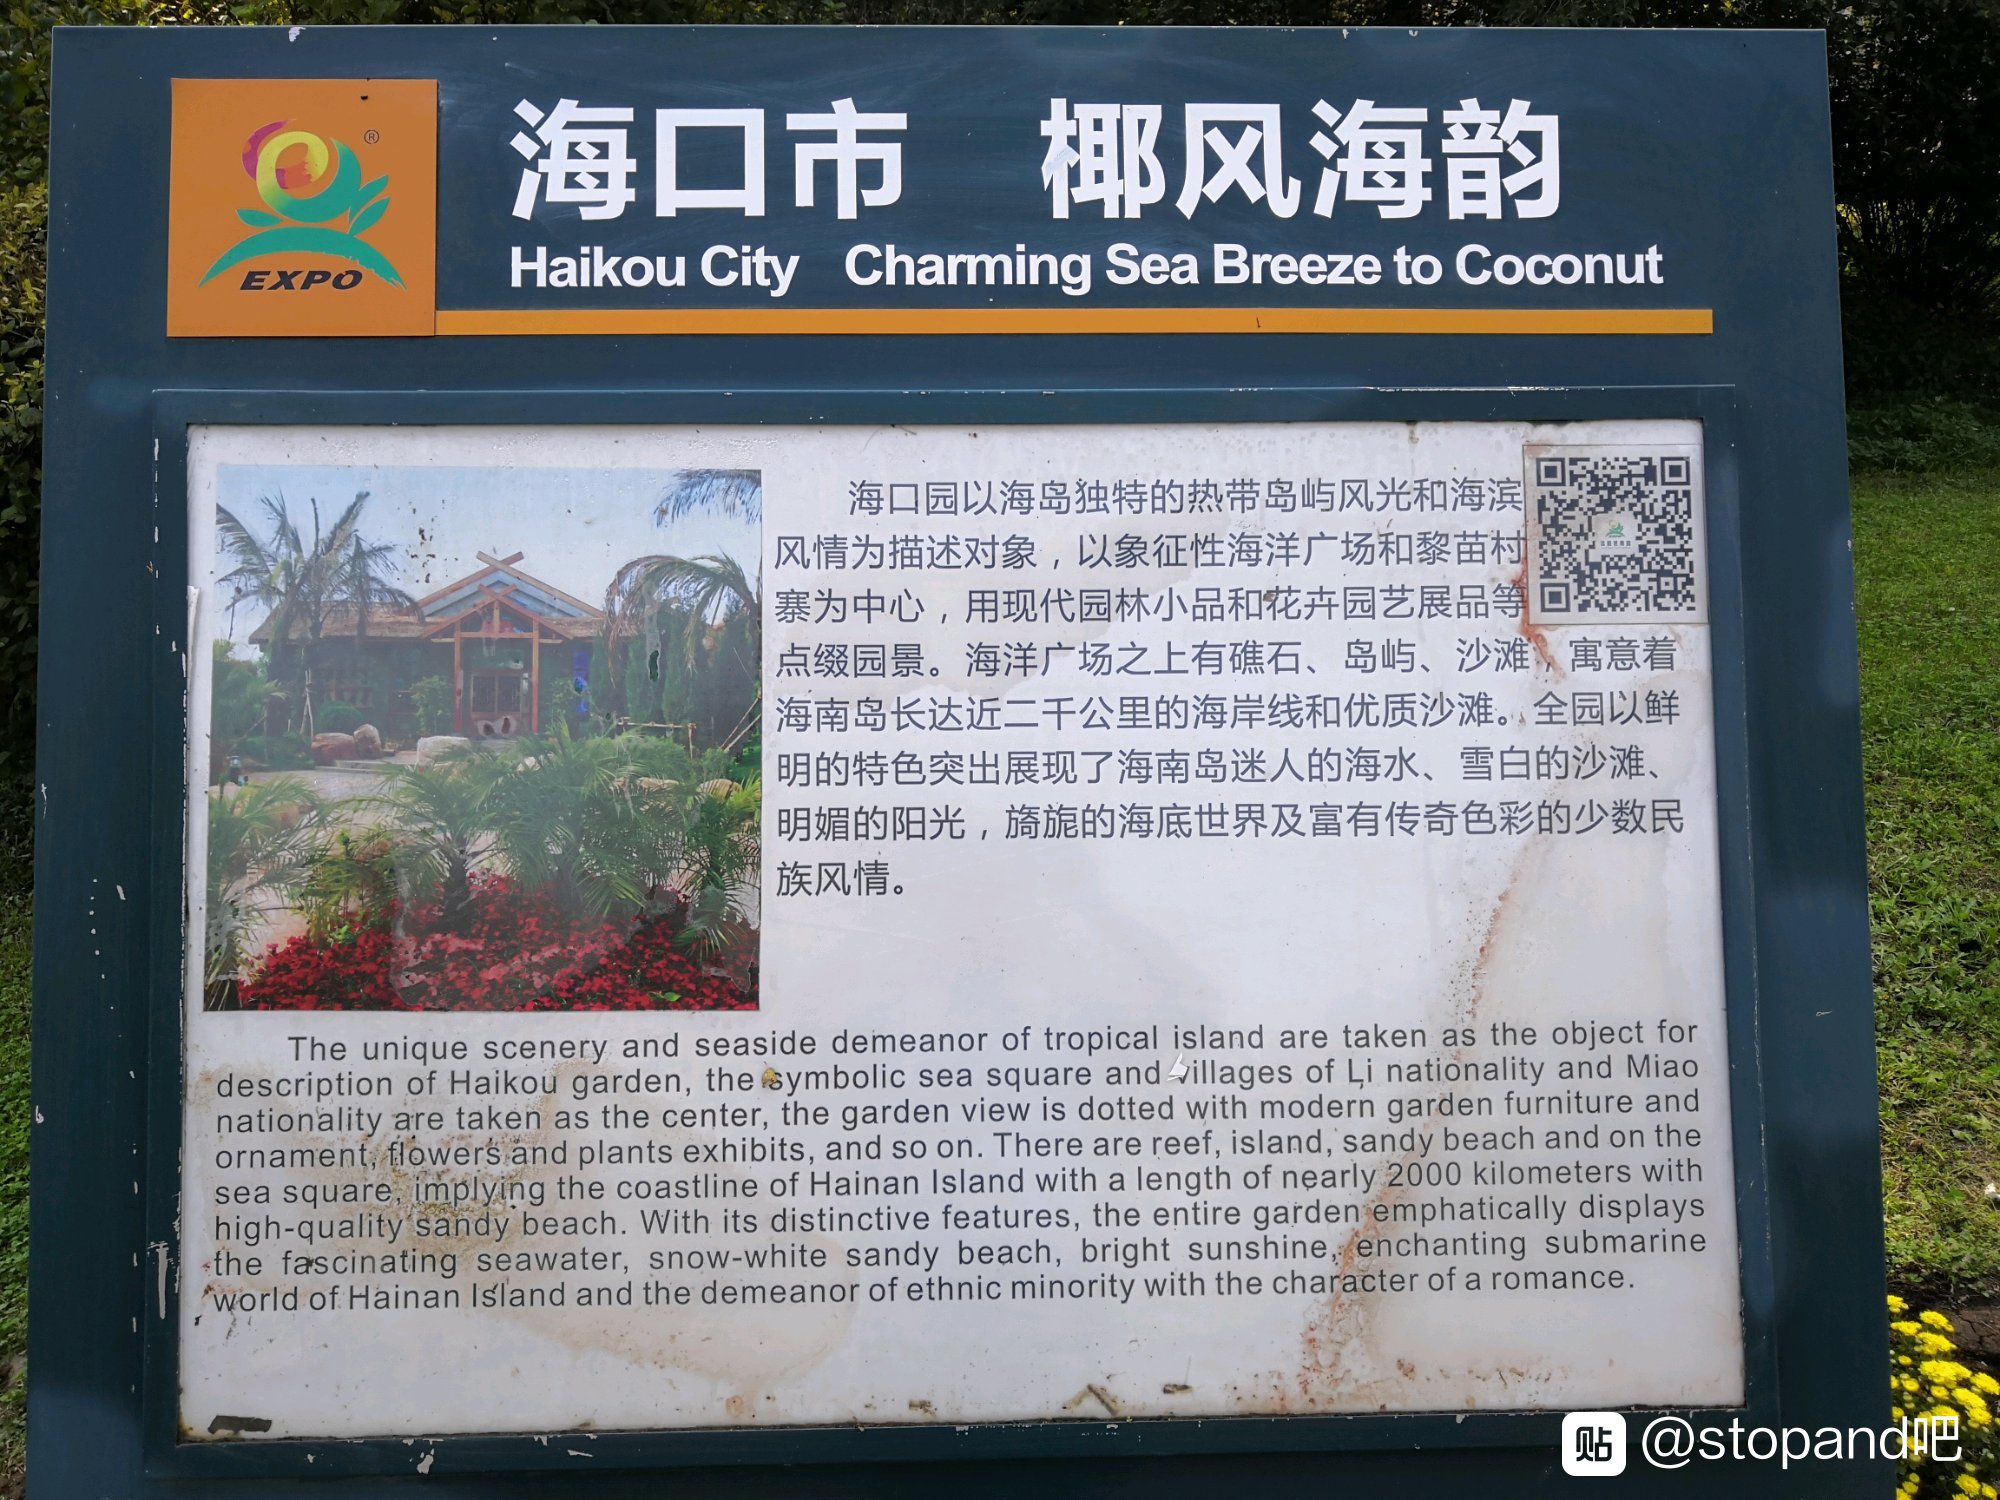 ®
EXPO
海口市 椰风海韵
Haikou City Charming Sea Breeze to Coconut
海口园以海岛独特的热带岛屿风光和海滨
风情为描述对象，以象征性海洋广场和黎苗村
寨为中心，用现代园林小品和花卉园艺展品等
点缀园景。海洋广场之上有礁石、岛屿、沙滩，寓意着
海南岛长达近二千公里的海岸线和优质沙滩。全园以鲜
明的特色突出展现了海南岛迷人的海水、雪白的沙滩、
明媚的阳光，旖旎的海底世界及富有传奇色彩的少数民
族风情。
The unique scenery and seaside demeanor of tropical island are taken as the object for
description of Haikou garden, the symbolic sea square and villages of Li nationality and Miao
nationality are taken as the center, the garden view is dotted with modern garden furniture and
ornament, flowers and plants exhibits, and so on. There are reef, island, sandy beach and on the
sea square, implying the coastline of Hainan Island with a length of nearly 2000 kilometers with
high-quality sandy beach. With its distinctive features, the entire garden emphatically displays
the fascinating seawater, snow-white sandy beach, bright sunshine, enchanting submarine
world of Hainan Island and the demeanor of ethnic minority with the character of a romance.
贴 @stopand吧